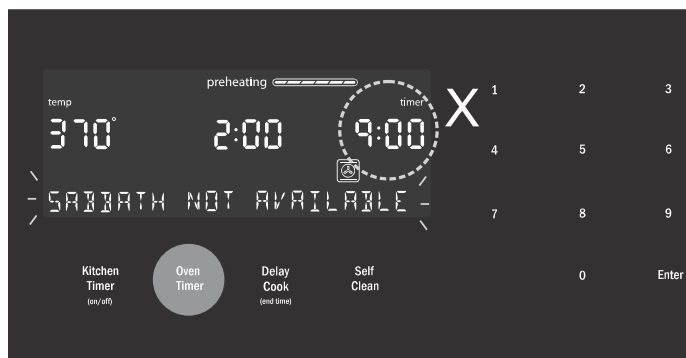 preheating
temp
timer
370°
2:00
9:00
X
SABBATH NOT AVAILABLE
Kitchen
Timer
(on/off)
Oven
Timer
Delay
Cook
(end time)
Self
Clean
1 2 3
4 5 6
7 8 9
0 Enter